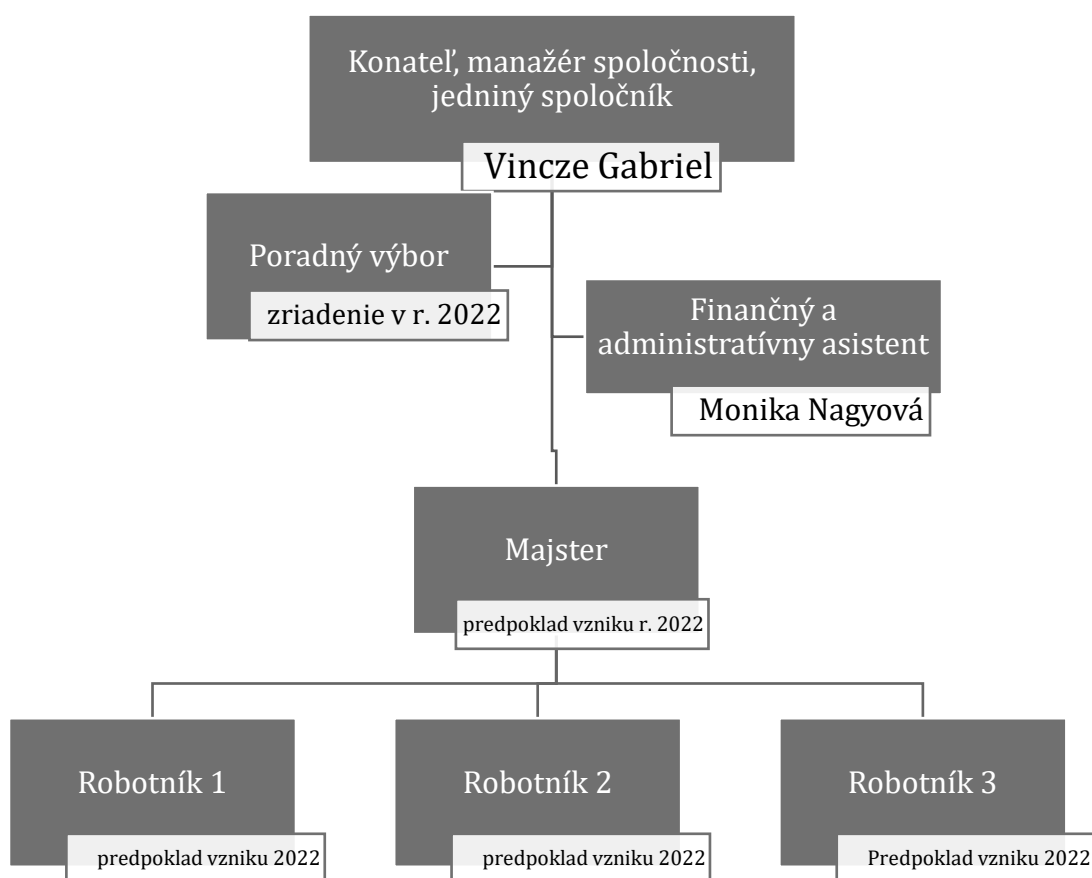 Konateľ, manažér spoločnosti,
jediný spoločník
Vincze Gabriel
Poradný výbor
zriadenie v r. 2022
Finančný a
administratívny asistent
Monika Nagyová
Majster
predpoklad vzniku r. 2022
Robotník 1
predpoklad vzniku 2022
Robotník 2
predpoklad vzniku 2022
Robotník 3
Predpoklad vzniku 2022